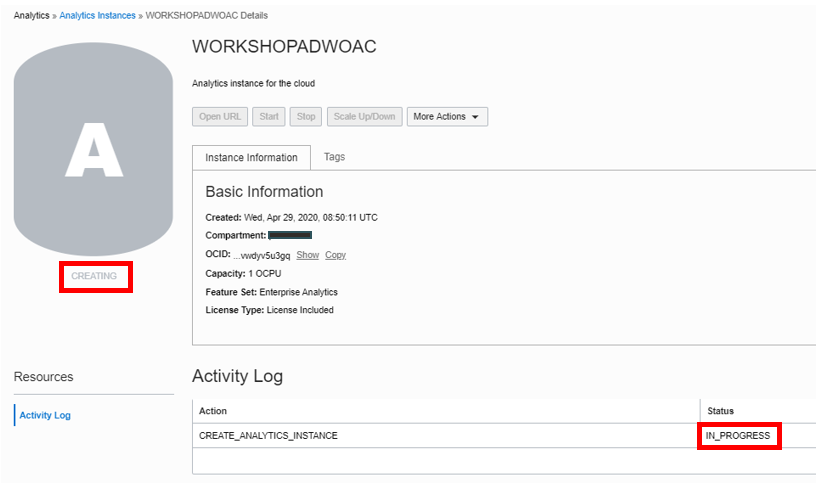 Analytics » Analytics Instances » WORKSHOPADWOAC Details
A
CREATING
WORKSHOPADWOAC
Analytics instance for the cloud
Open URL Start Stop Scale Up/Down More Actions
Instance Information Tags
Basic Information
Created: Wed, Apr 29, 2020, 08:50:11 UTC
Compartment:
OCID: ...vwdyv5u3gq Show Copy
Capacity: 1 OCPU
Feature Set: Enterprise Analytics
License Type: License Included
Resources
Activity Log
Activity Log
Action Status
CREATE_ANALYTICS_INSTANCE IN_PROGRESS